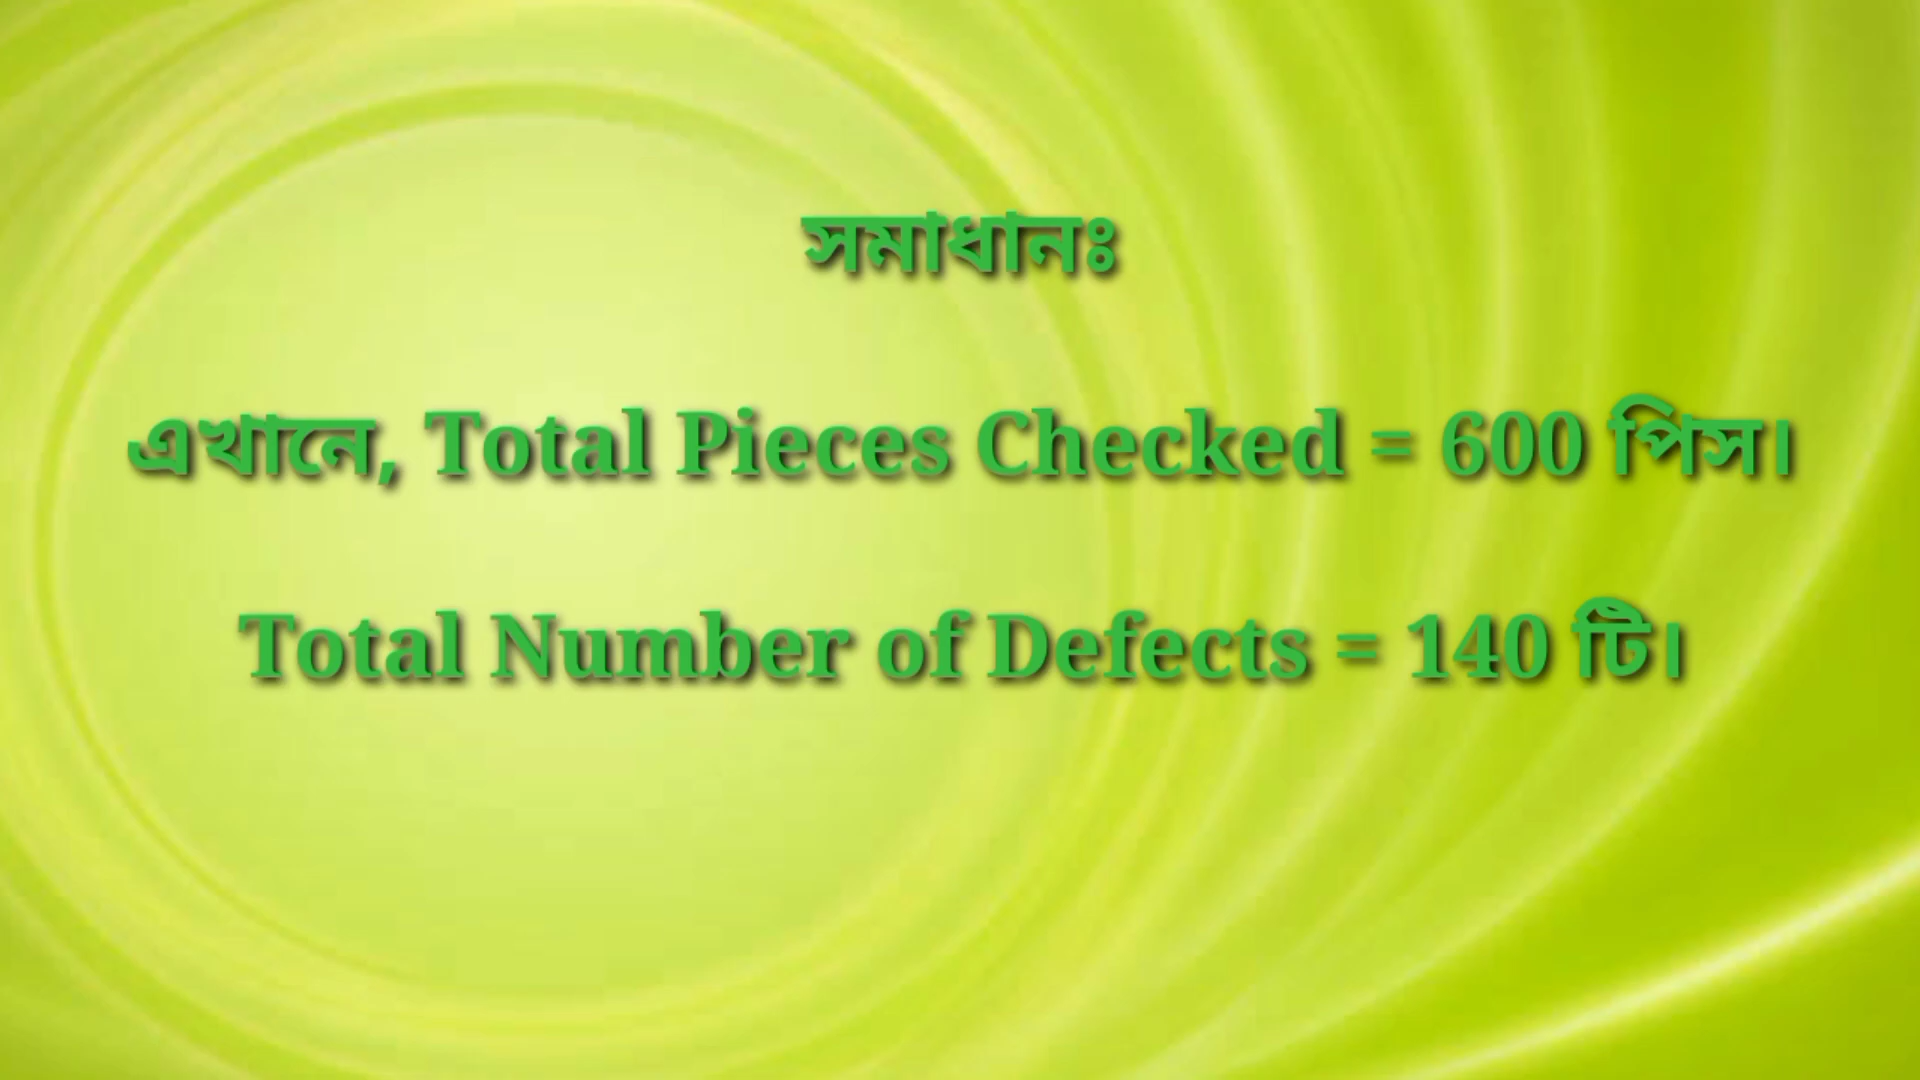 সমাধানঃ
এখানে, Total Pieces Checked = 600 পিস।
Total Number of Defects = 140 টি।